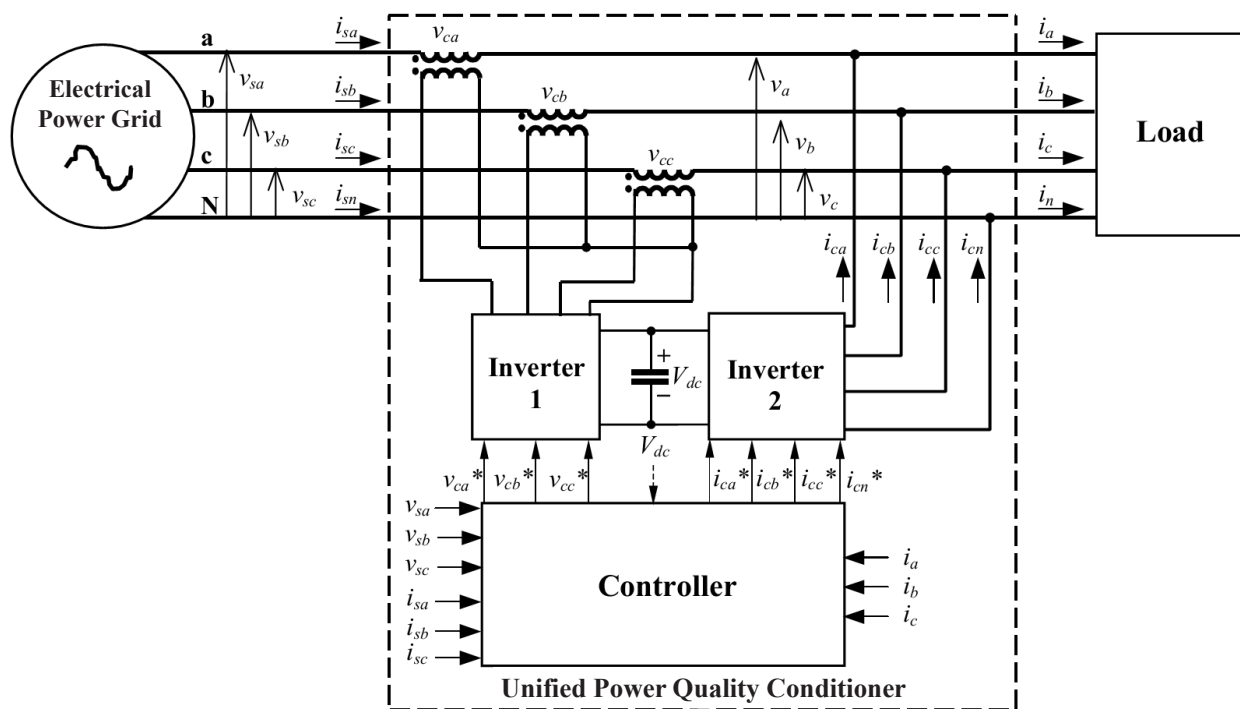 a
i_sa
v_ca
i_a
Electrical
Power Grid
v_sa
b
i_sb
v_cb
v_a
i_b
Load
v_sb
c
i_sc
v_cc
v_b
i_c
v_sc
N
i_sn
v_c
i_n
i_ca
i_cb
i_cc
i_cn
Inverter
1
+
V_dc
−
Inverter
2
V_dc
v_ca*
v_cb*
v_cc*
i_ca*
i_cb*
i_cc*
i_cn*
v_sa
v_sb
v_sc
i_sa
i_sb
i_sc
Controller
i_a
i_b
i_c
Unified Power Quality Conditioner